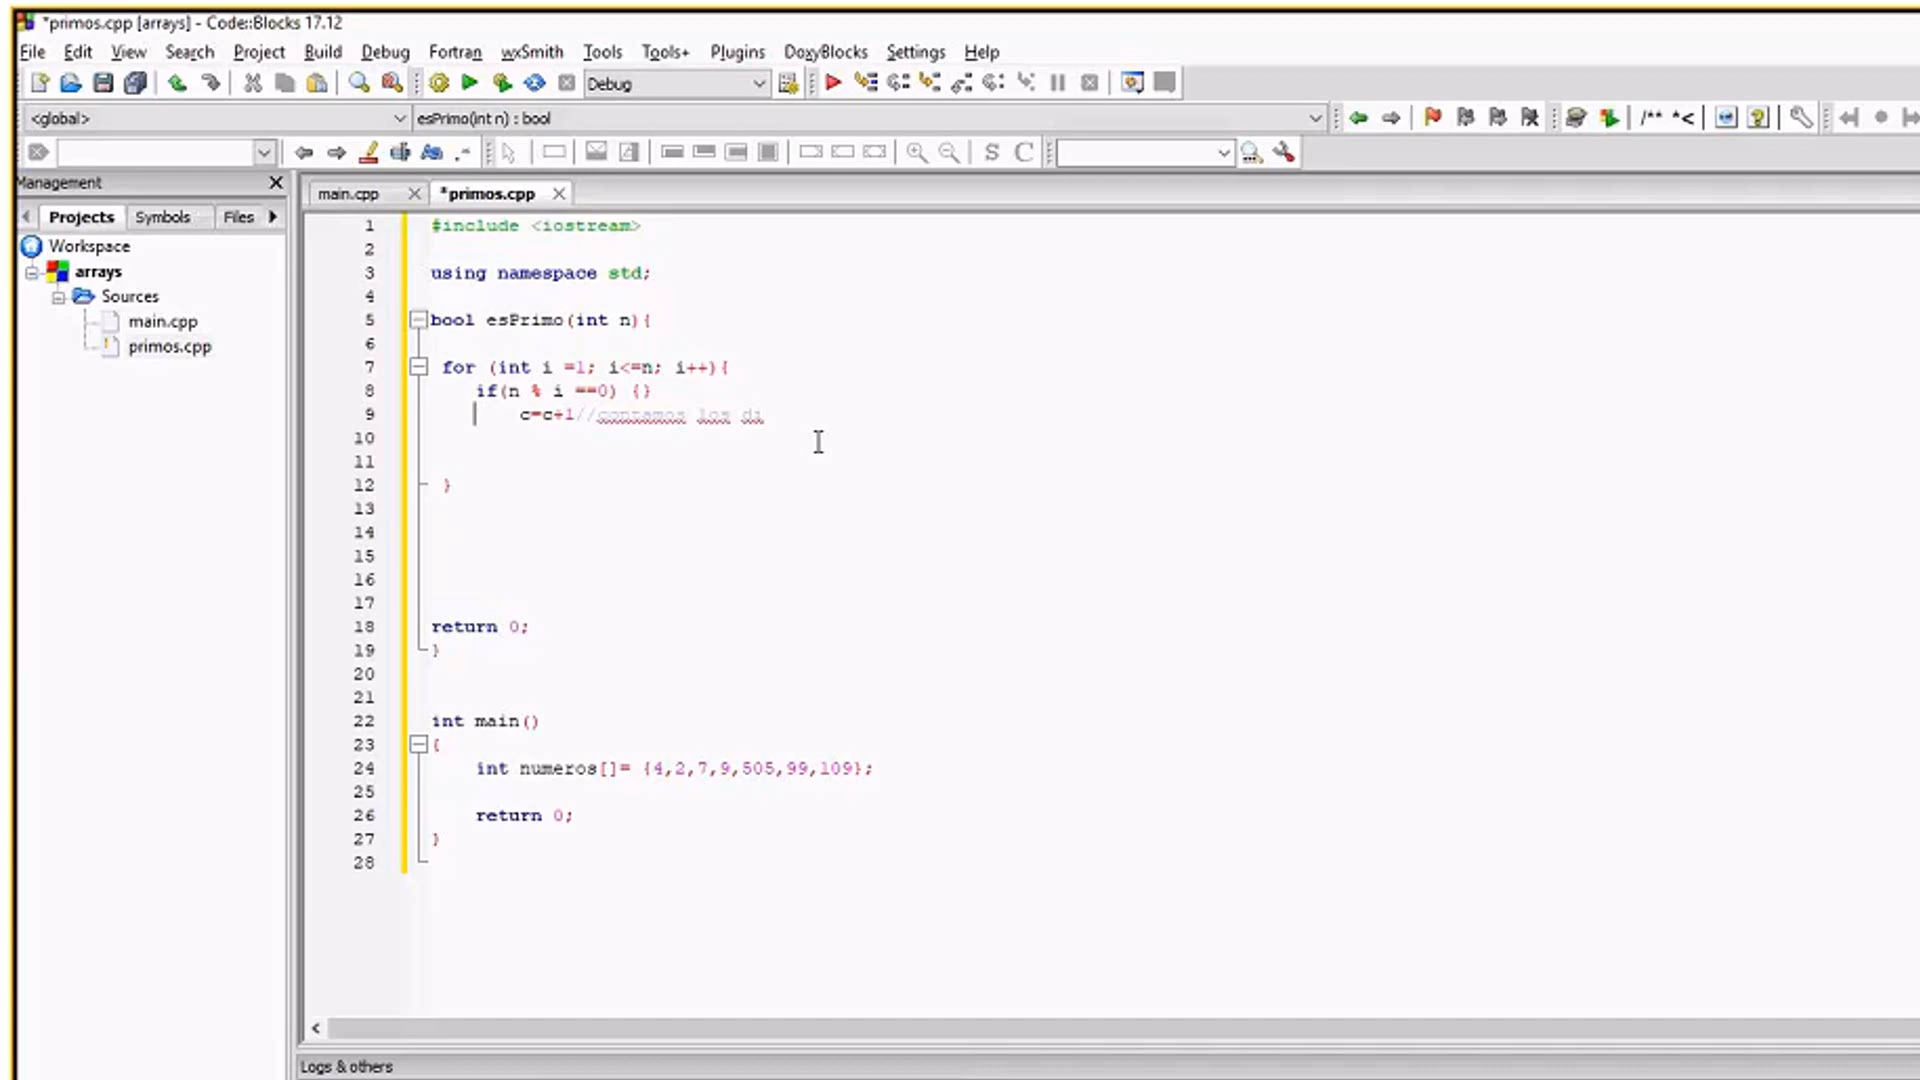 *primos.cpp [arrays] - Code::Blocks 17.12
File Edit View Search Project Build Debug Fortran wxSmith Tools Tools+ Plugins DoxyBlocks Settings Help
Debug
<global> esPrimo(int n) : bool /** *<
.* S C
Management
main.cpp *primos.cpp
Projects Symbols Files
Workspace
arrays
Sources
main.cpp
primos.cpp
1 #include <iostream>
2
3 using namespace std;
4
5 bool esPrimo(int n){
6
7 for (int i =1; i<=n; i++){
8 if(n % i ==0) {}
9 c=c+1//contamos los di
10
11
12 }
13
14
15
16
17
18 return 0;
19 }
20
21
22 int main()
23 {
24 int numeros[]= {4,2,7,9,505,99,109};
25
26 return 0;
27 }
28
Logs & others